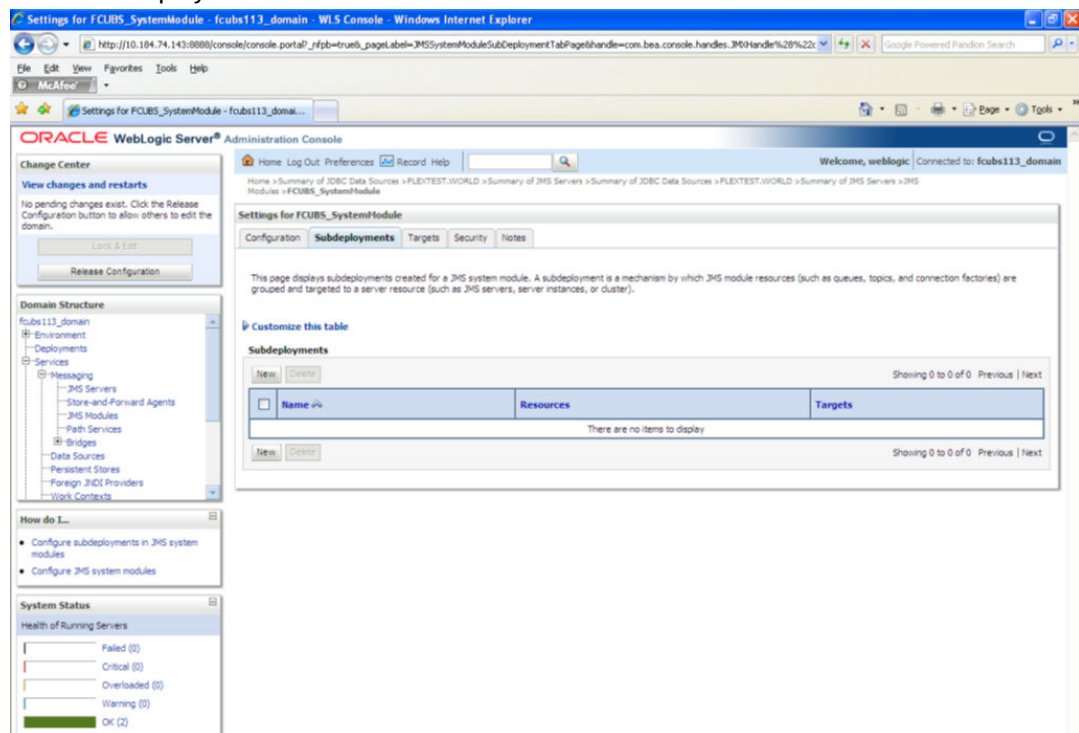 Settings for FCUBS_SystemModule - fcubs113_domain - WLS Console - Windows Internet Explorer
http://10.184.74.143:8888/console/console.portal?_nfpb=true&_pageLabel=JMSSystemModuleSubDeploymentTabPage&handle=com.bea.console.handles.JMXHandle%28%22c
Google Powered Pandion Search
File Edit View Favorites Tools Help
McAfee
Settings for FCUBS_SystemModule - fcubs113_domai...
Page Tools
ORACLE WebLogic Server® Administration Console
Change Center
View changes and restarts
No pending changes exist. Click the Release
Configuration button to allow others to edit the
domain.
Lock & Edit
Release Configuration
Domain Structure
fcubs113_domain
Environment
Deployments
Services
Messaging
JMS Servers
Store-and-Forward Agents
JMS Modules
Path Services
Bridges
Data Sources
Persistent Stores
Foreign JNDI Providers
Work Contexts
How do I...
Configure subdeployments in JMS system
modules
Configure JMS system modules
System Status
Health of Running Servers
Failed (0)
Critical (0)
Overloaded (0)
Warning (0)
OK (2)
Home Log Out Preferences Record Help
Welcome, weblogic Connected to: fcubs113_domain
Home >Summary of JDBC Data Sources >FLEXTEST.WORLD >Summary of JMS Servers >Summary of JDBC Data Sources >FLEXTEST.WORLD >Summary of JMS Servers >JMS
Modules >FCUBS_SystemModule
Settings for FCUBS_SystemModule
Configuration Subdeployments Targets Security Notes
This page displays subdeployments created for a JMS system module. A subdeployment is a mechanism by which JMS module resources (such as queues, topics, and connection factories) are
grouped and targeted to a server resource (such as JMS servers, server instances, or cluster).
Customize this table
Subdeployments
New Delete Showing 0 to 0 of 0 Previous | Next
Name Resources Targets
There are no items to display
New Delete Showing 0 to 0 of 0 Previous | Next